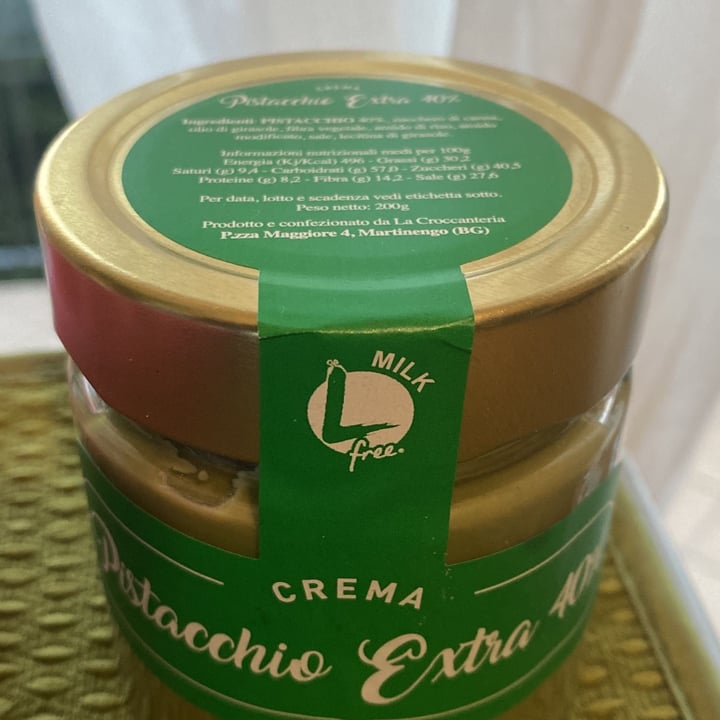 CREMA
Pistacchio Extra 40%
Ingredienti: PISTACCHIO 40%, zucchero di canna,
olio di girasole, fibra vegetale, amido di riso, amido
modificato, sale, lecitina di girasole.
Informazioni nutrizionali medi per 100g
Energia (Kj/Kcal) 496 - Grassi (g) 30,2
Saturi (g) 9,4 - Carboidrati (g) 57,0 - Zuccheri (g) 40,5
Proteine (g) 8,2 - Fibra (g) 14,2 - Sale (g) 27,6
Per data, lotto e scadenza vedi etichetta sotto.
Peso netto: 200g
Prodotto e confezionato da La Croccanteria
P.zza Maggiore 4, Martinengo (BG)
MILK
L
free.
CREMA
Pistacchio Extra 40%